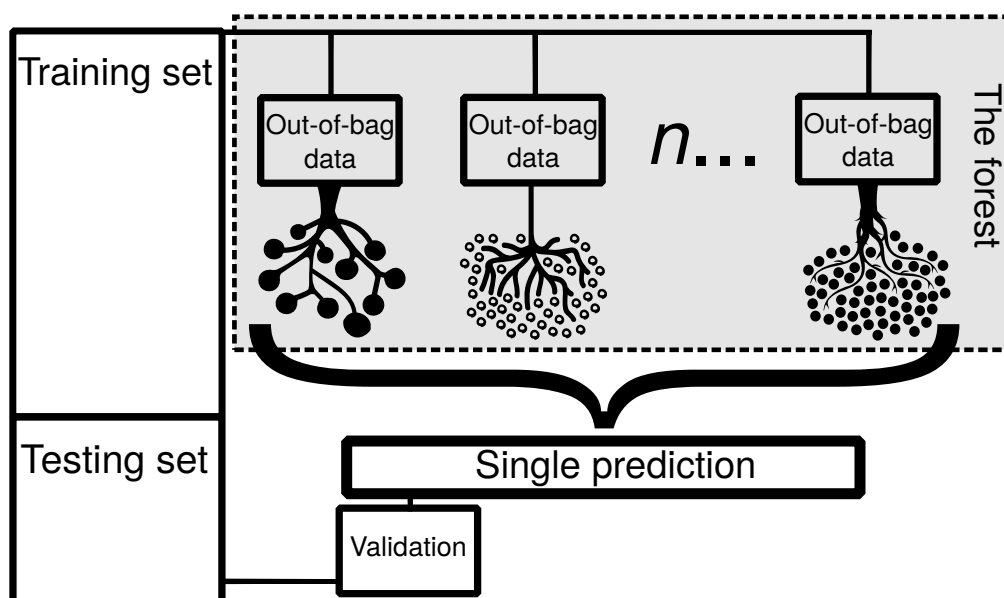 Training set
Out-of-bag
data
Out-of-bag
data
n...
Out-of-bag
data
The forest
Testing set
Single prediction
Validation